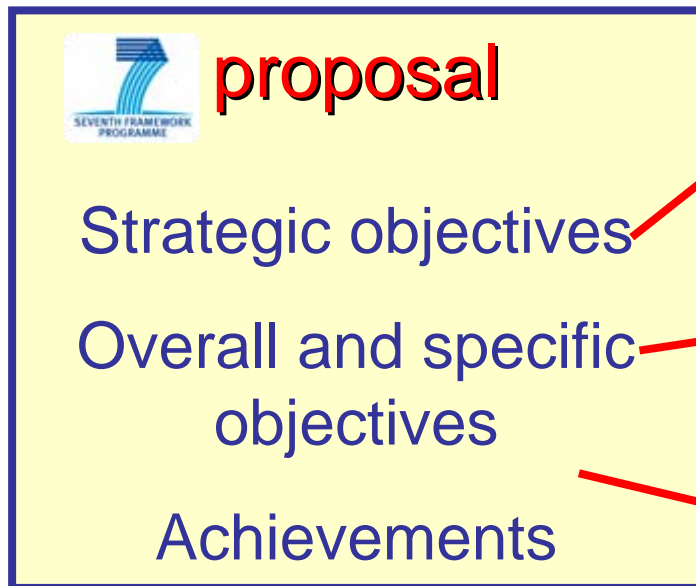 proposal
SEVENTH FRAMEWORK
PROGRAMME
Strategic objectives
Overall and specific
objectives
Achievements